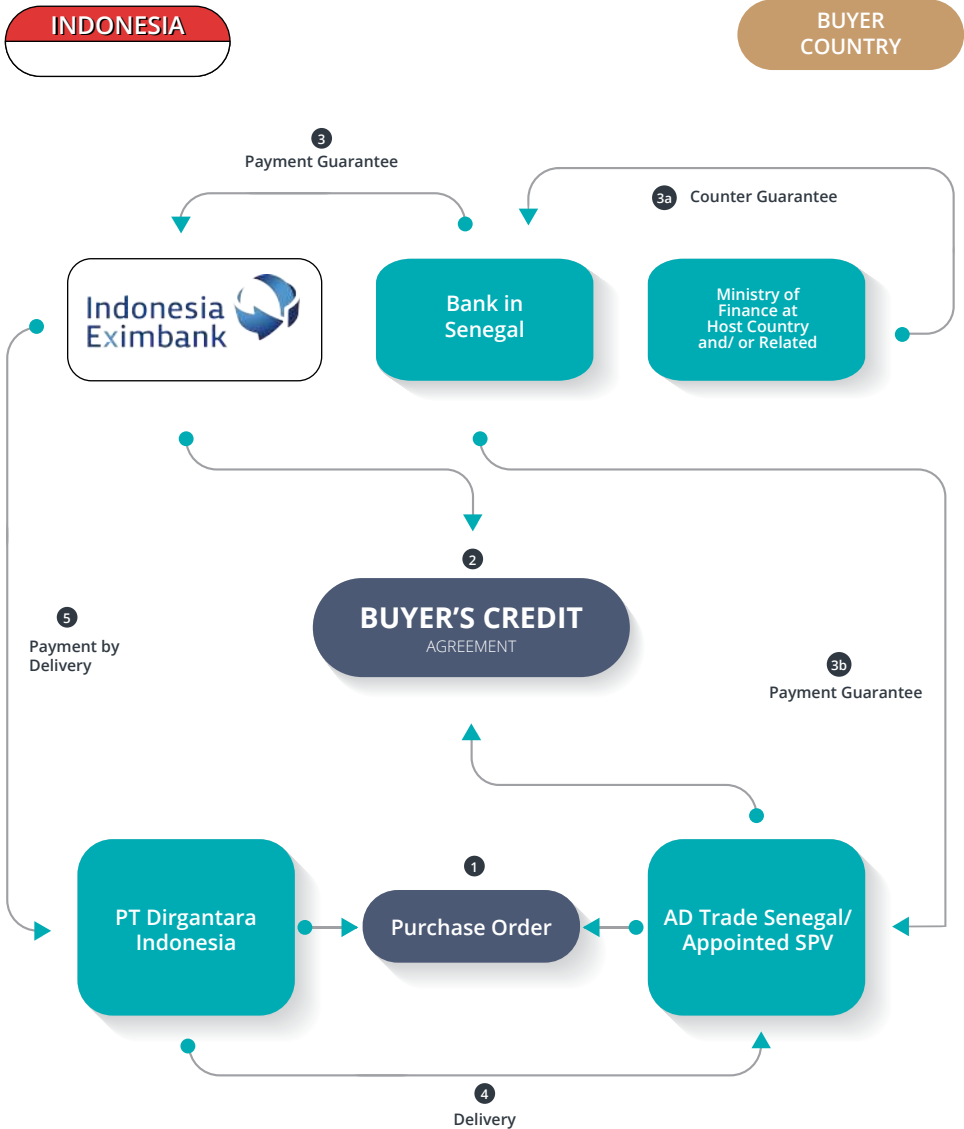 INDONESIA
BUYER
COUNTRY
3
Payment Guarantee
3a Counter Guarantee
Indonesia
Eximbank
Bank in
Senegal
Ministry of
Finance at
Host Country
and/ or Related
2
BUYER'S CREDIT
AGREEMENT
5
Payment by
Delivery
3b
Payment Guarantee
1
PT Dirgantara
Indonesia
Purchase Order
AD Trade Senegal/
Appointed SPV
4
Delivery